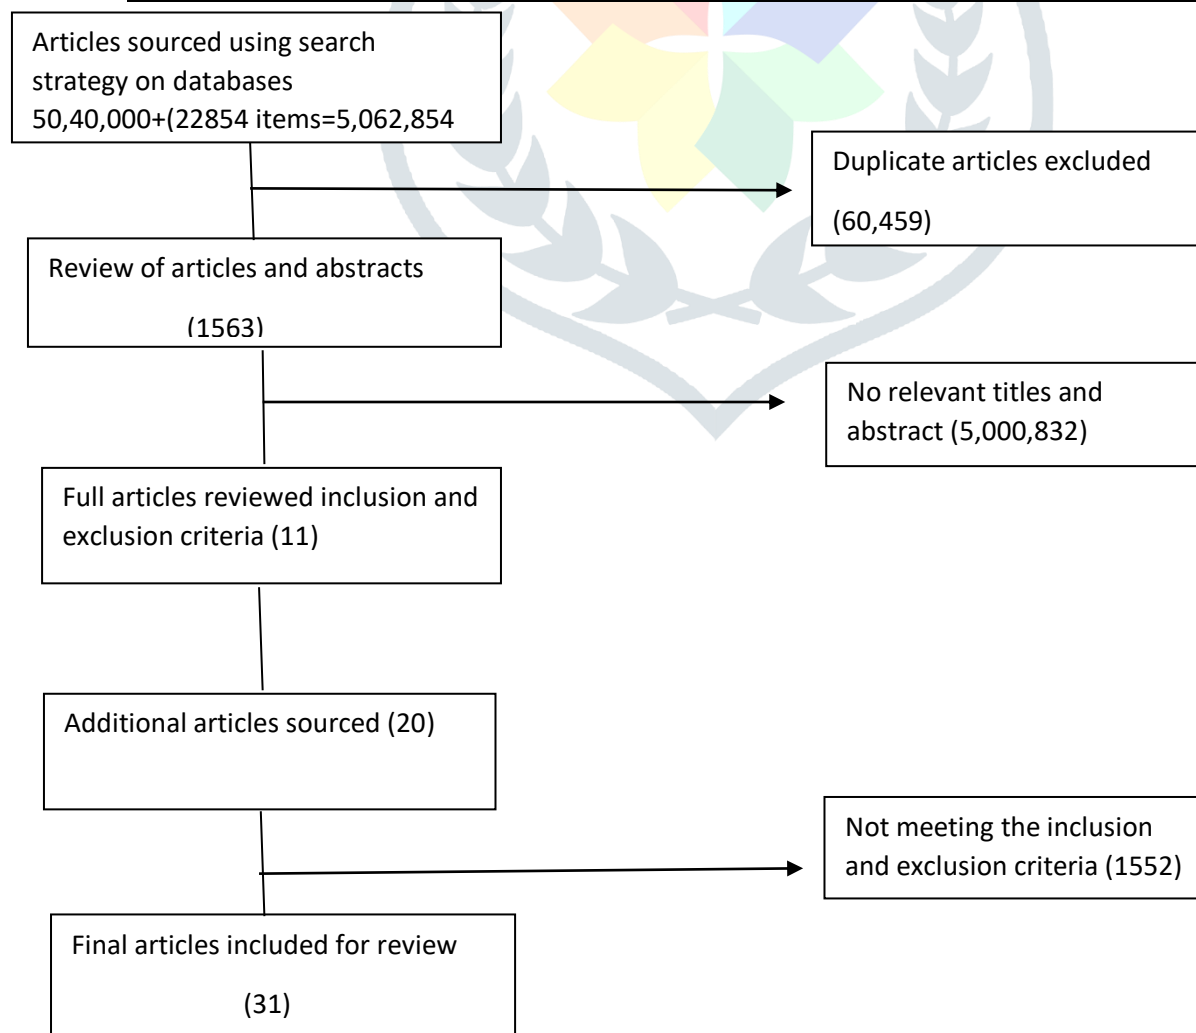 Articles sourced using search
strategy on databases
50,40,000+(22854 items=5,062,854
Duplicate articles excluded
(60,459)
Review of articles and abstracts
(1563)
No relevant titles and
abstract (5,000,832)
Full articles reviewed inclusion and
exclusion criteria (11)
Additional articles sourced (20)
Not meeting the inclusion
and exclusion criteria (1552)
Final articles included for review
(31)